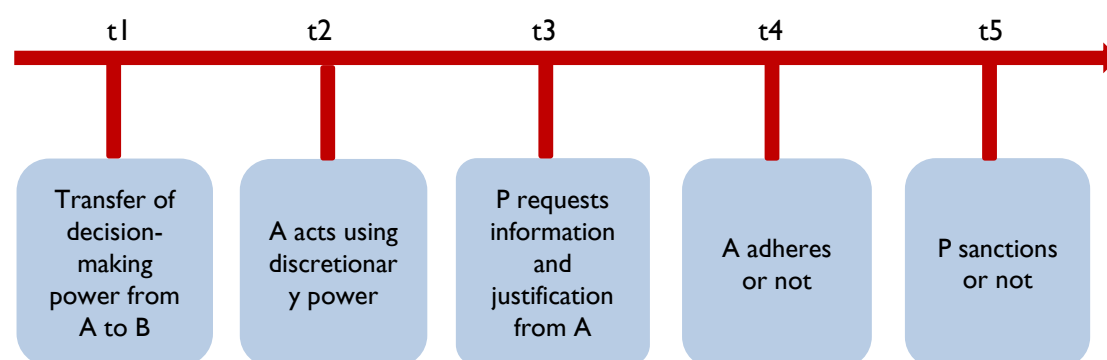 t1
t2
t3
t4
t5
Transfer of
decision-
making
power from
A to B
A acts using
discretionar
y power
P requests
information
and
justification
from A
A adheres
or not
P sanctions
or not